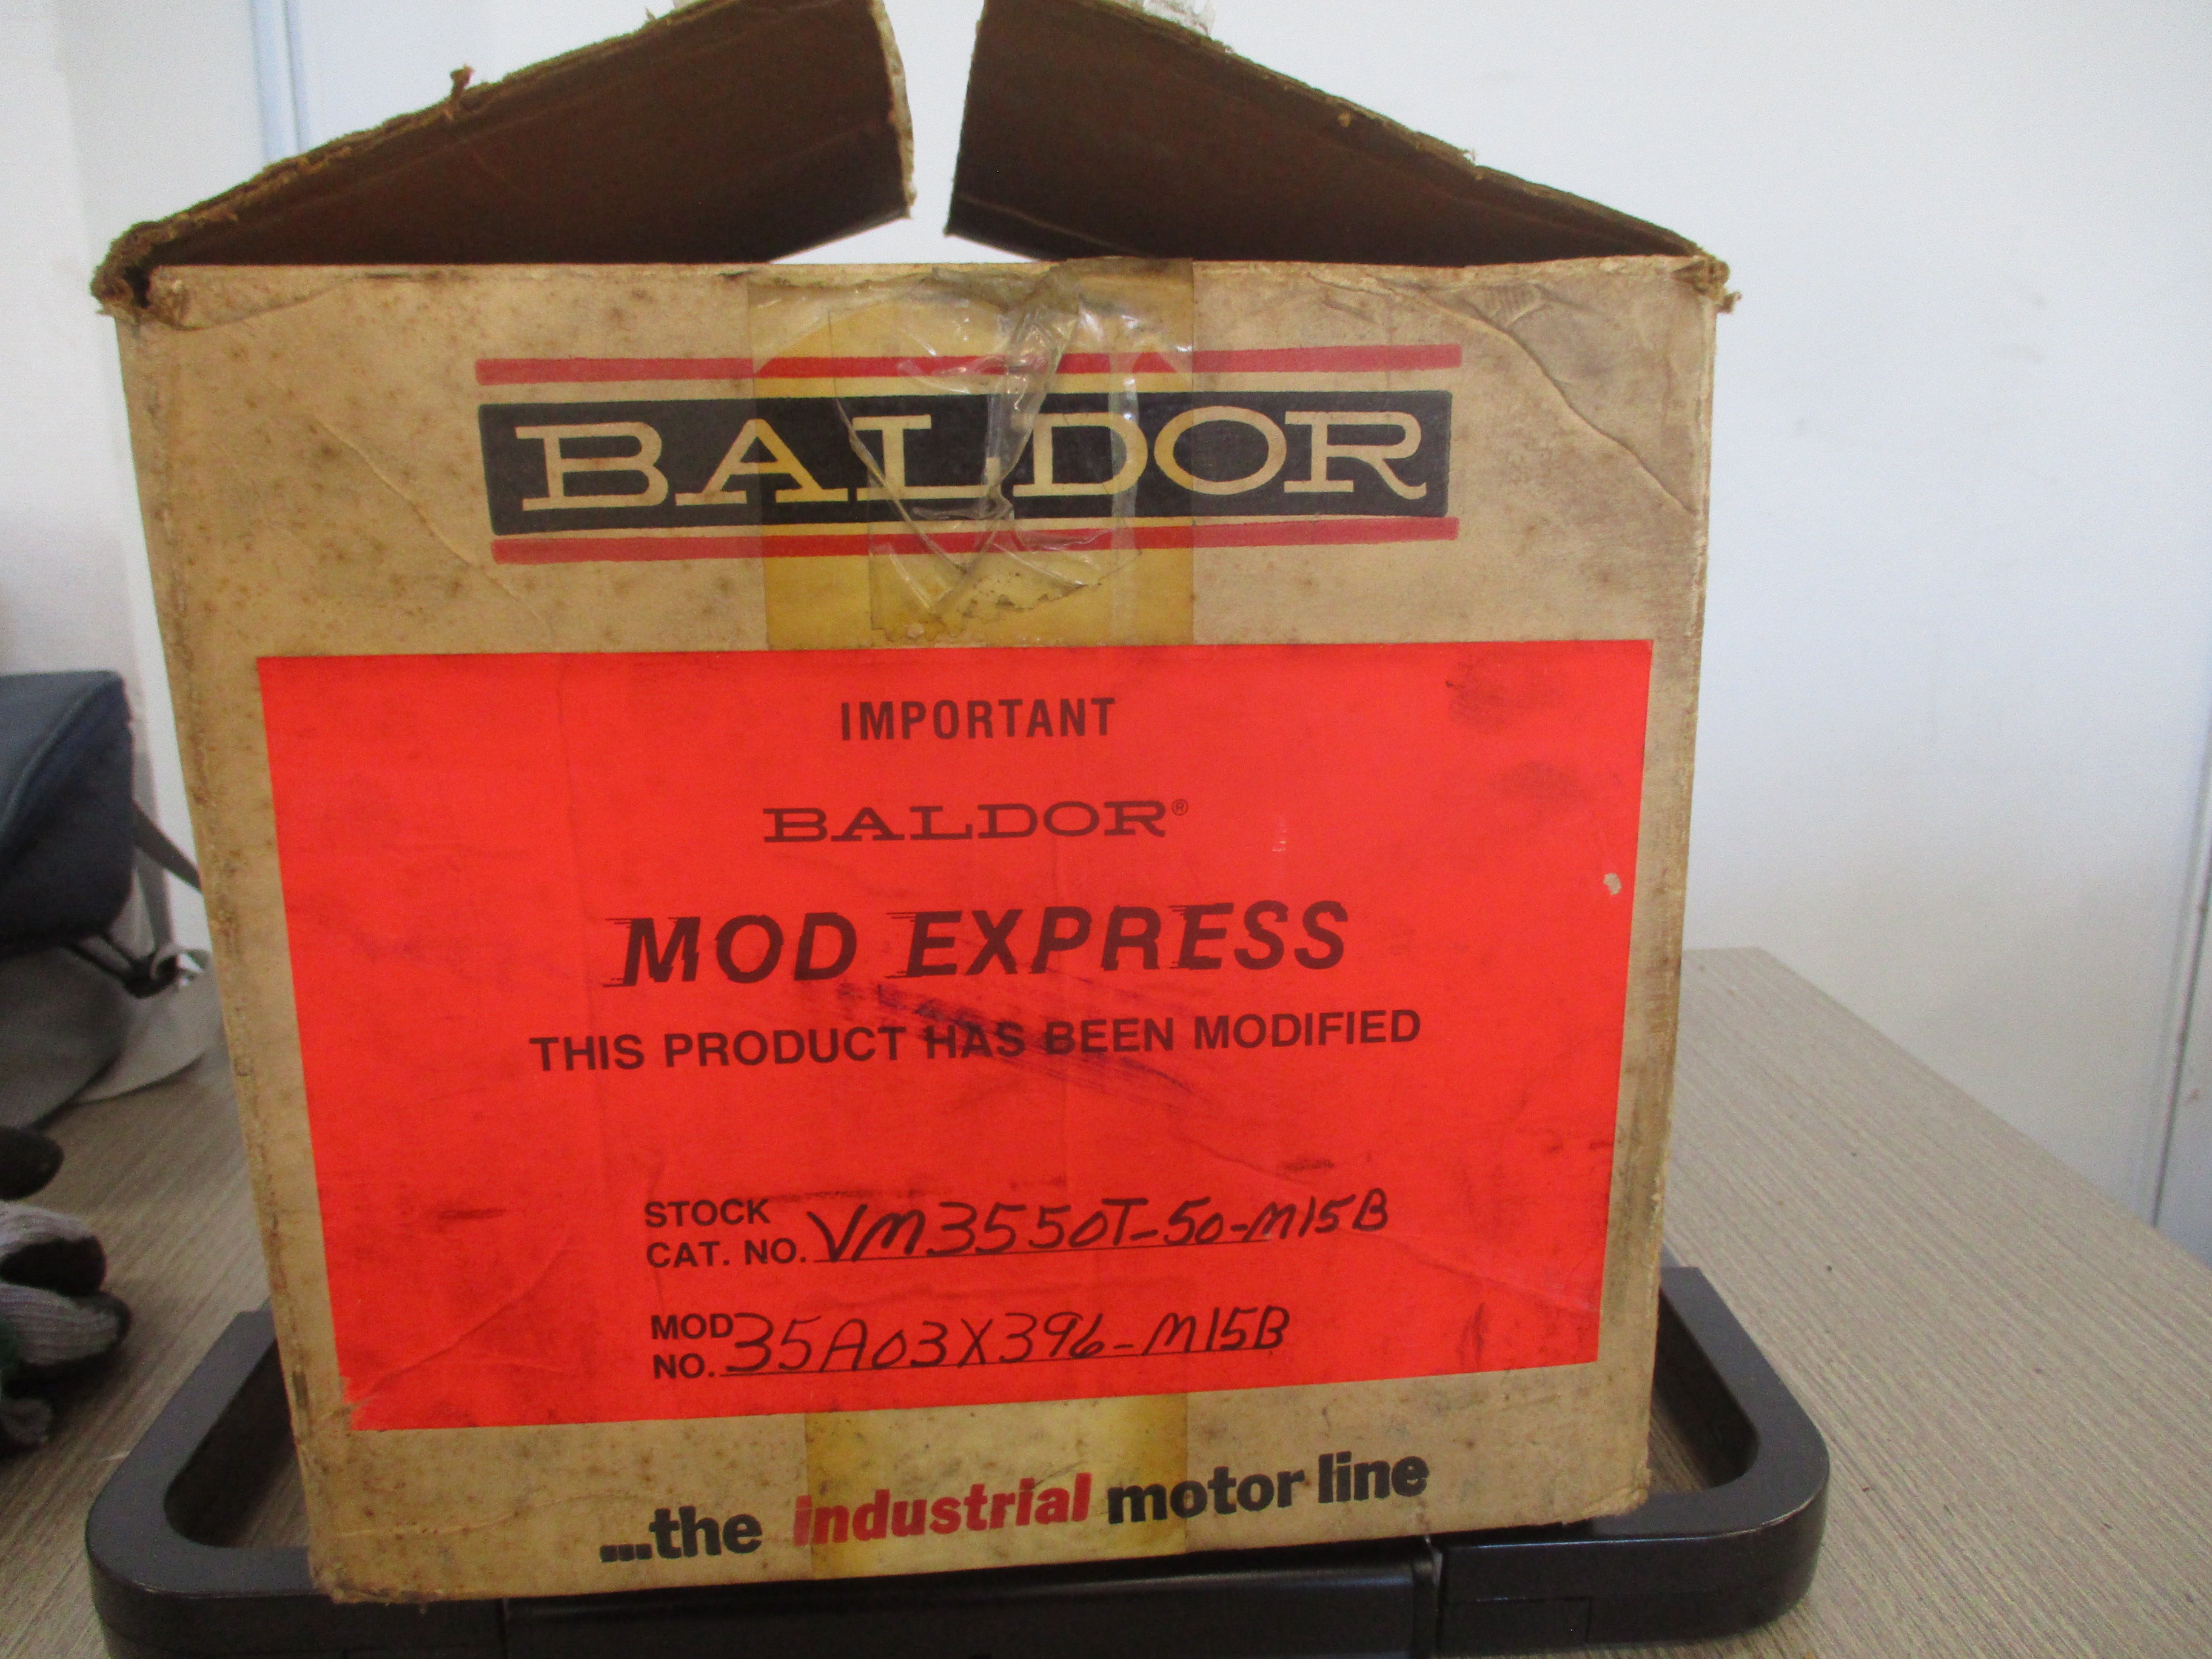 BALDOR
IMPORTANT
BALDOR®
MOD EXPRESS
THIS PRODUCT HAS BEEN MODIFIED
STOCK
CAT. NO. VM3550T-50-M15B
MOD
NO. 35A03X396-M15B
...the industrial motor line